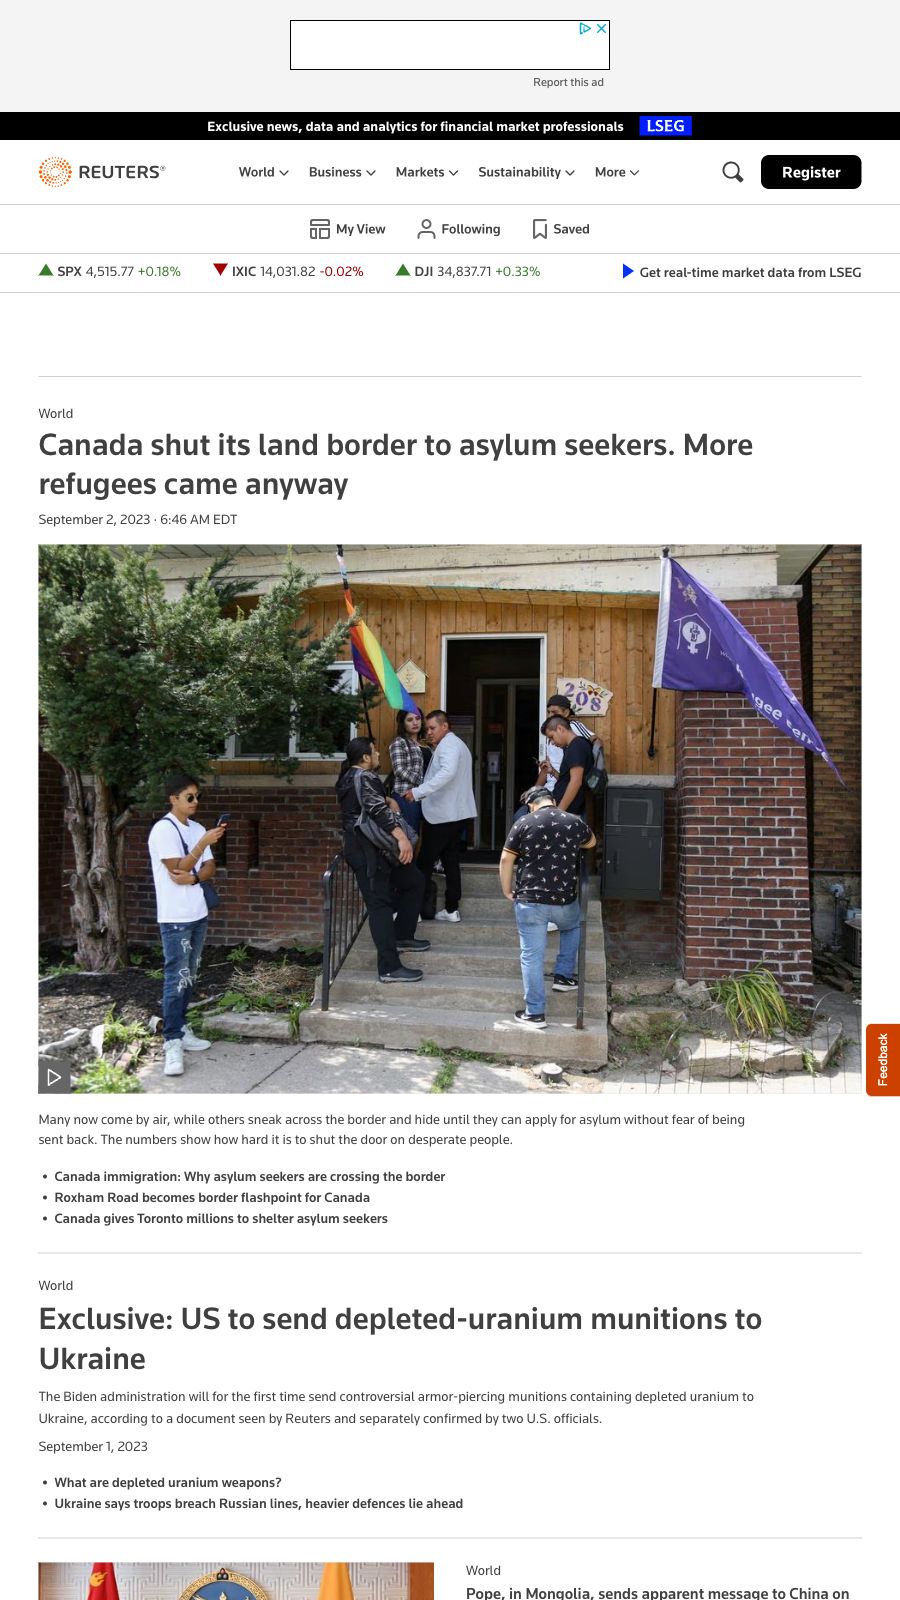 Report this ad
Exclusive news, data and analytics for financial market professionals LSEG
REUTERS®
World Business Markets Sustainability More Register
My View Following Saved
SPX 4,515.77 +0.18% IXIC 14,031.82 -0.02% DJI 34,837.71 +0.33% Get real-time market data from LSEG
World
Canada shut its land border to asylum seekers. More
refugees came anyway
September 2, 2023 · 6:46 AM EDT
208
Feedback
Many now come by air, while others sneak across the border and hide until they can apply for asylum without fear of being
sent back. The numbers show how hard it is to shut the door on desperate people.
• Canada immigration: Why asylum seekers are crossing the border
• Roxham Road becomes border flashpoint for Canada
• Canada gives Toronto millions to shelter asylum seekers
World
Exclusive: US to send depleted-uranium munitions to
Ukraine
The Biden administration will for the first time send controversial armor-piercing munitions containing depleted uranium to
Ukraine, according to a document seen by Reuters and separately confirmed by two U.S. officials.
September 1, 2023
• What are depleted uranium weapons?
• Ukraine says troops breach Russian lines, heavier defences lie ahead
World
Pope, in Mongolia, sends apparent message to China on